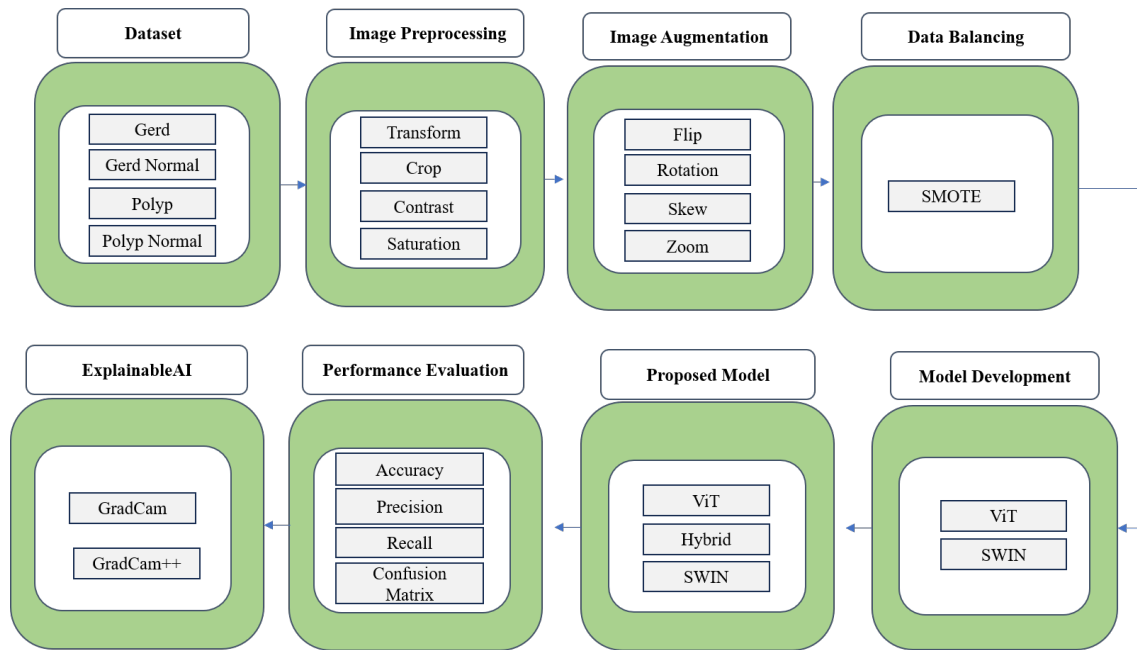 Dataset
Gerd
Gerd Normal
Polyp
Polyp Normal
Image Preprocessing
Transform
Crop
Contrast
Saturation
Image Augmentation
Flip
Rotation
Skew
Zoom
Data Balancing
SMOTE
Model Development
ViT
SWIN
Proposed Model
ViT
Hybrid
SWIN
Performance Evaluation
Accuracy
Precision
Recall
Confusion
Matrix
ExplainableAI
GradCam
GradCam++